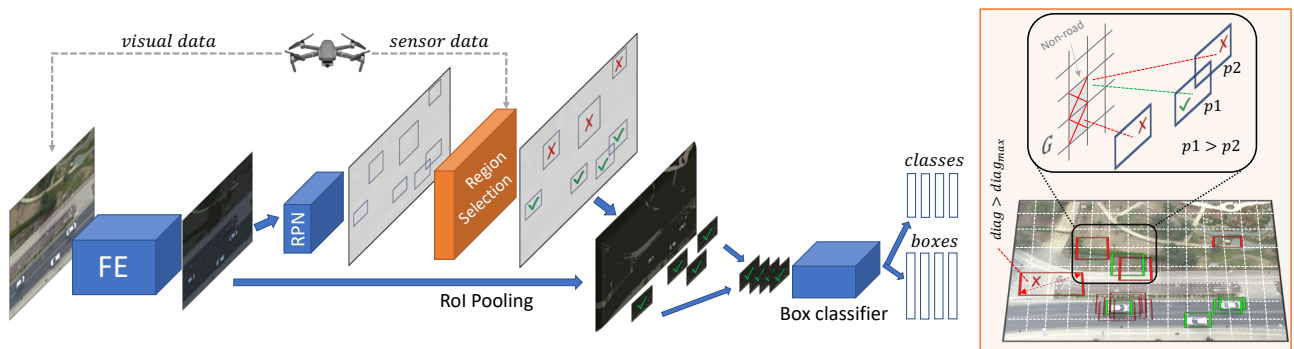 visual data
sensor data
FE
RPN
Region
Selection
RoI Pooling
Box classifier
classes
boxes
Non-road
G
p2
p1
p1 > p2
diag > diag_max